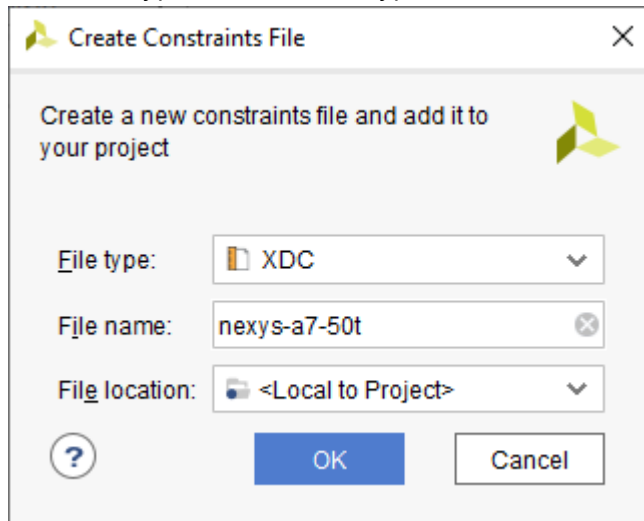 Create Constraints File
Create a new constraints file and add it to
your project
File type: XDC
File name: nexys-a7-50t
File location: <Local to Project>
? OK Cancel